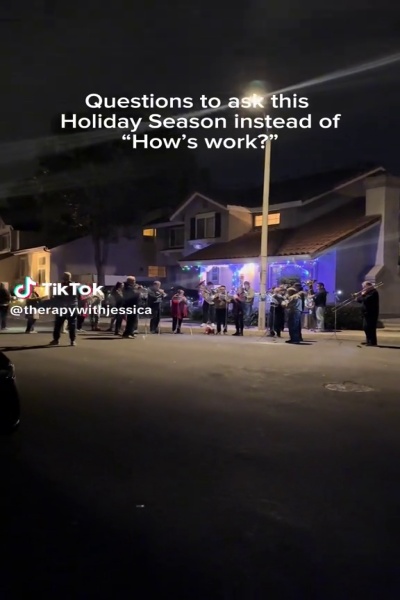 Questions to ask this
Holiday Season instead of
“How’s work?”
TikTok
@therapywithjessica